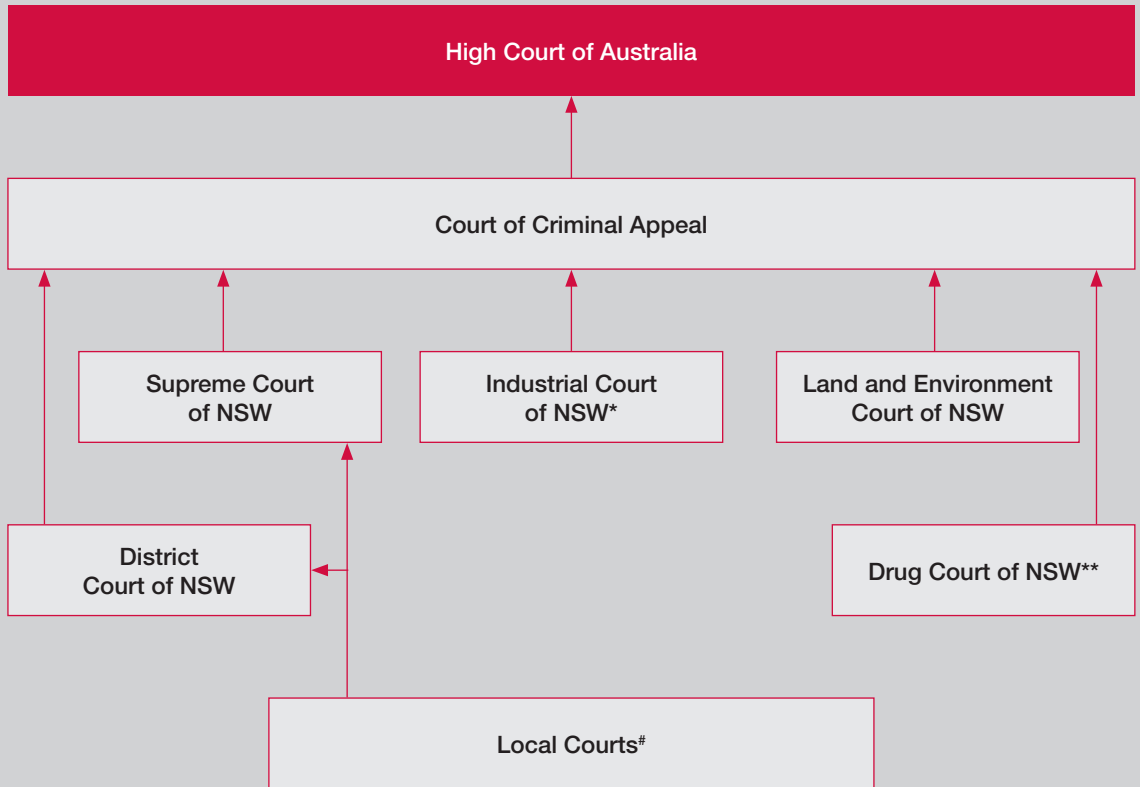 High Court of Australia
Court of Criminal Appeal
Supreme Court
of NSW
Industrial Court
of NSW*
Land and Environment
Court of NSW
District
Court of NSW
Drug Court of NSW**
Local Courts#